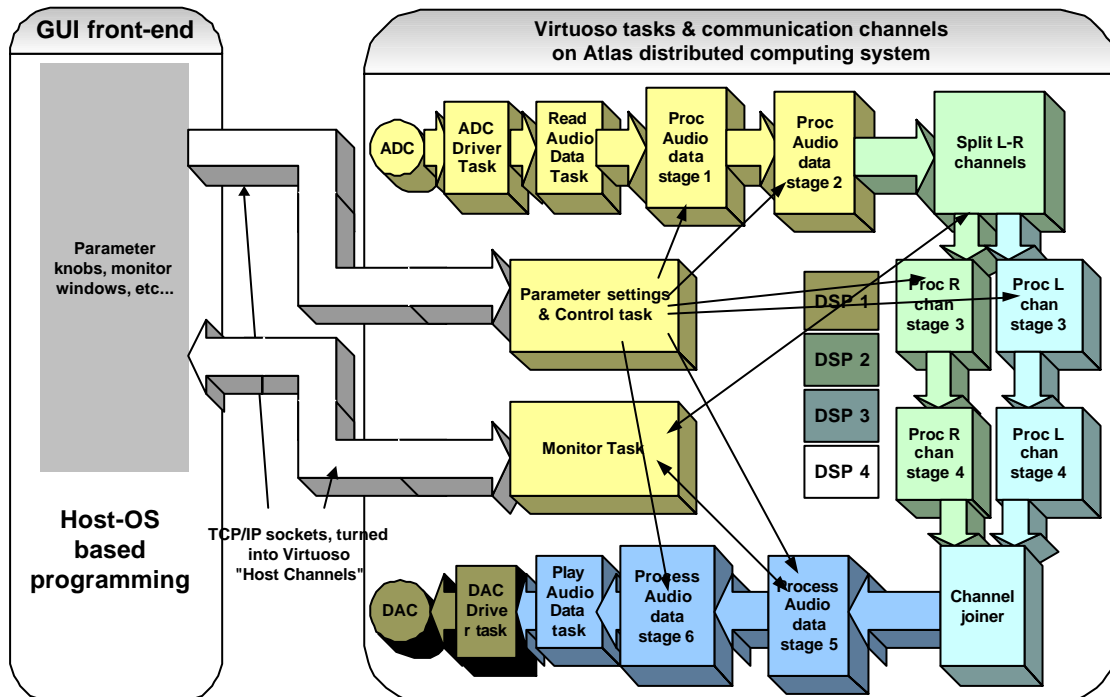 GUI front-end
Parameter
knobs, monitor
windows, etc...
Host-OS
based
programming
TCP/IP sockets, turned
into Virtuoso
"Host Channels"
Virtuoso tasks & communication channels
on Atlas distributed computing system
ADC
ADC
Driver
Task
Read
Audio
Data
Task
Proc
Audio
data
stage 1
Proc
Audio
data
stage 2
Split L-R
channels
Parameter settings
& Control task
DSP 1
DSP 2
DSP 3
DSP 4
Proc R
chan
stage 3
Proc L
chan
stage 3
Monitor Task
Proc R
chan
stage 4
Proc L
chan
stage 4
DAC
DAC
Drive
r task
Play
Audio
Data
task
Process
Audio
data
stage 6
Process
Audio
data
stage 5
Channel
joiner